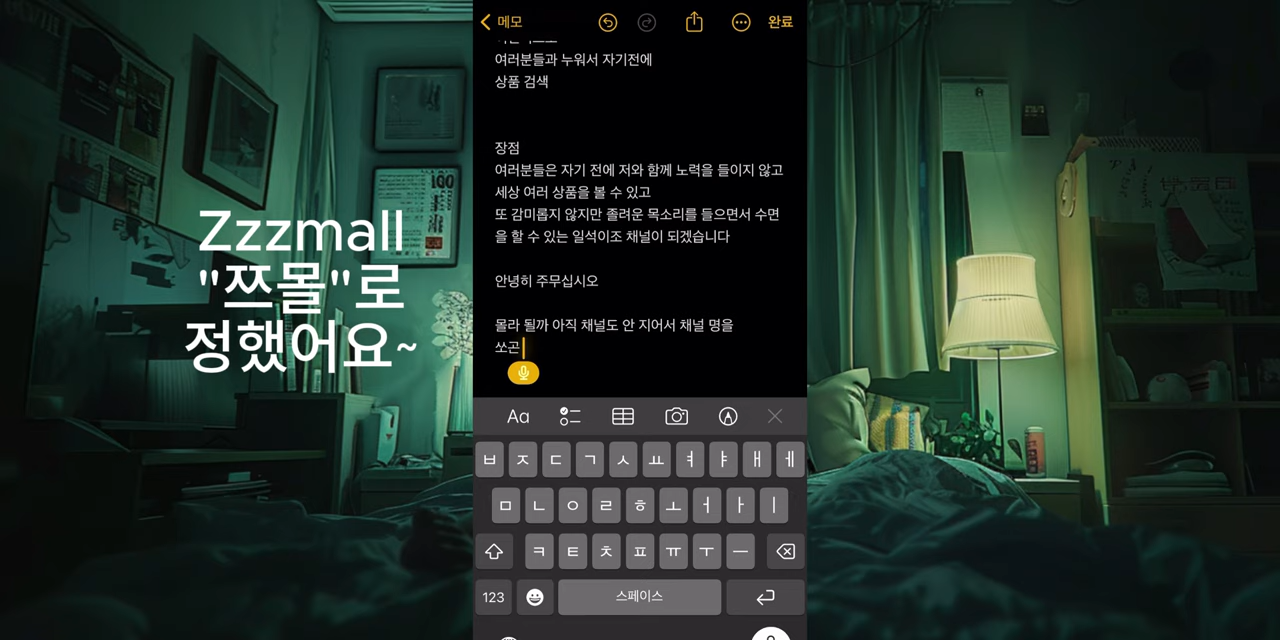 Zzzmall
"쯔몰"로
정했어요~
메모
완료
여러분들과 누워서 자기전에
상품 검색
장점
여러분들은 자기 전에 저와 함께 노력을 들이지 않고
세상 여러 상품을 볼 수 있고
또 감미롭지 않지만 졸려운 목소리를 들으면서 수면
을 할 수 있는 일석이조 채널이 되겠습니다
안녕히 주무십시오
몰라 될까 아직 채널도 안 지어서 채널 명을
쏘곤
Aa
ㅂ ㅈ ㄷ ㄱ ㅅ ㅛ ㅕ ㅑ ㅐ ㅔ
ㅁ ㄴ ㅇ ㄹ ㅎ ㅗ ㅓ ㅏ ㅣ
ㅋ ㅌ ㅊ ㅍ ㅠ ㅜ ㅡ
123 스페이스
100